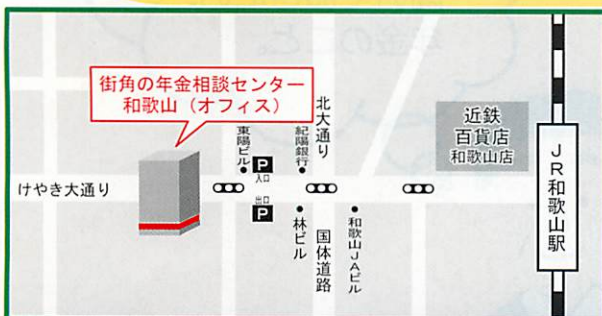 街角の年金相談センター
和歌山（オフィス）
北大通り
東陽ビル
P
入口
紀陽銀行
近鉄
百貨店
和歌山店
JR和歌山駅
けやき大通り
出口
P
林ビル
国体道路
和歌山JAビル